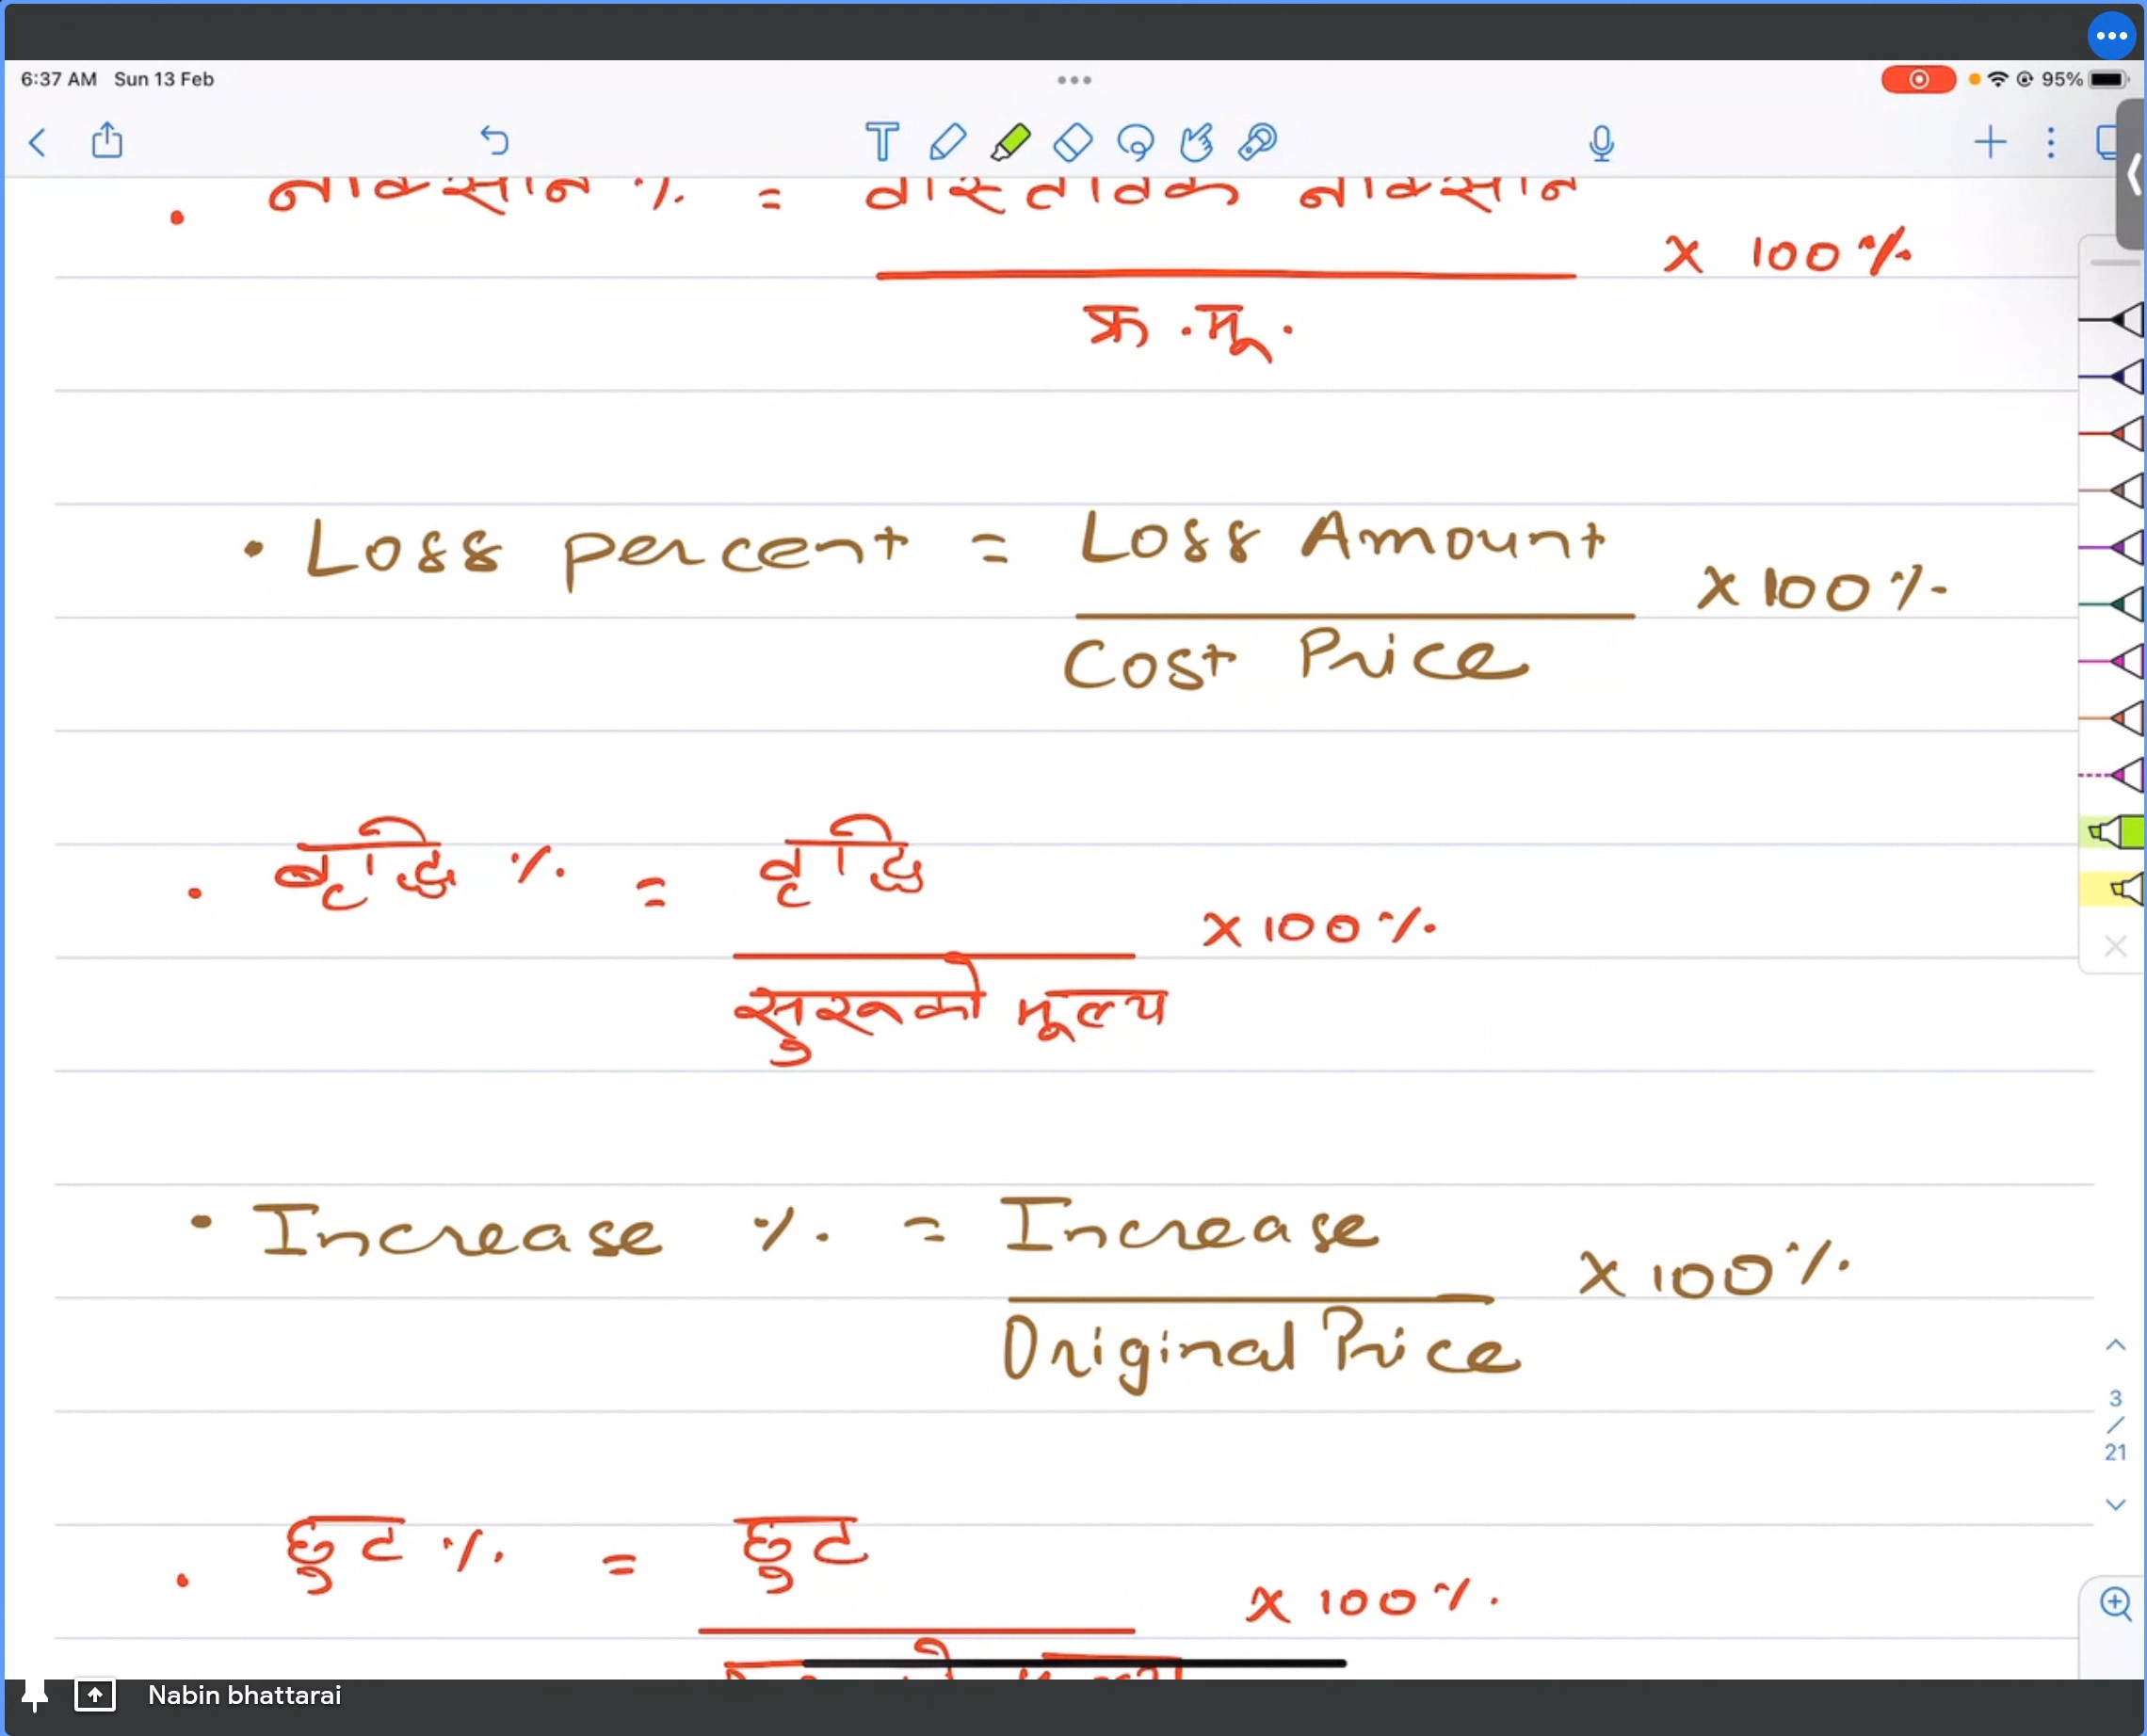 6:37 AM Sun 13 Feb
95%
× 100 %
क्र.मू.
• Loss percent = Loss Amount
× 100 %
Cost Price
• वृद्धि % = वृद्धि
× 100 %
सुरुको मूल्य
• Increase % = Increase
× 100 %
Original Price
3
/
21
• छुट % = छुट
× 100 %
Nabin bhattarai